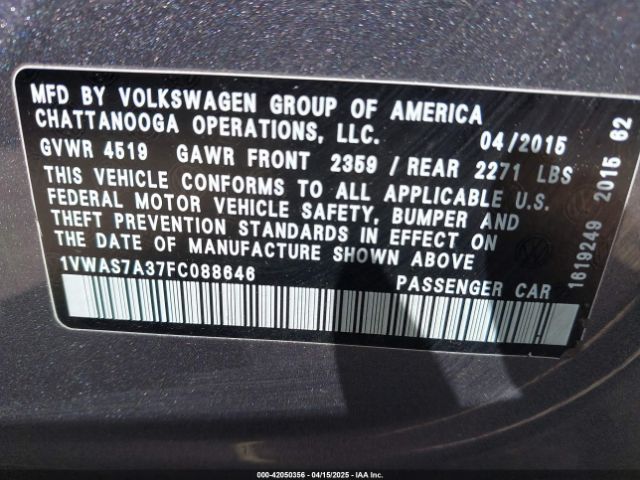 MFD BY VOLKSWAGEN GROUP OF AMERICA
CHATTANOOGA OPERATIONS, LLC. 04/2015
GVWR 4519 GAWR FRONT 2359 / REAR 2271 LBS
THIS VEHICLE CONFORMS TO ALL APPLICABLE U.S.
FEDERAL MOTOR VEHICLE SAFETY, BUMPER AND
THEFT PREVENTION STANDARDS IN EFFECT ON
THE DATE OF MANUFACTURE SHOWN ABOVE
1VWAS7A37FC088646 PASSENGER CAR
1619249 2015 62
000-42050356 - 04/15/2025 - IAA Inc.